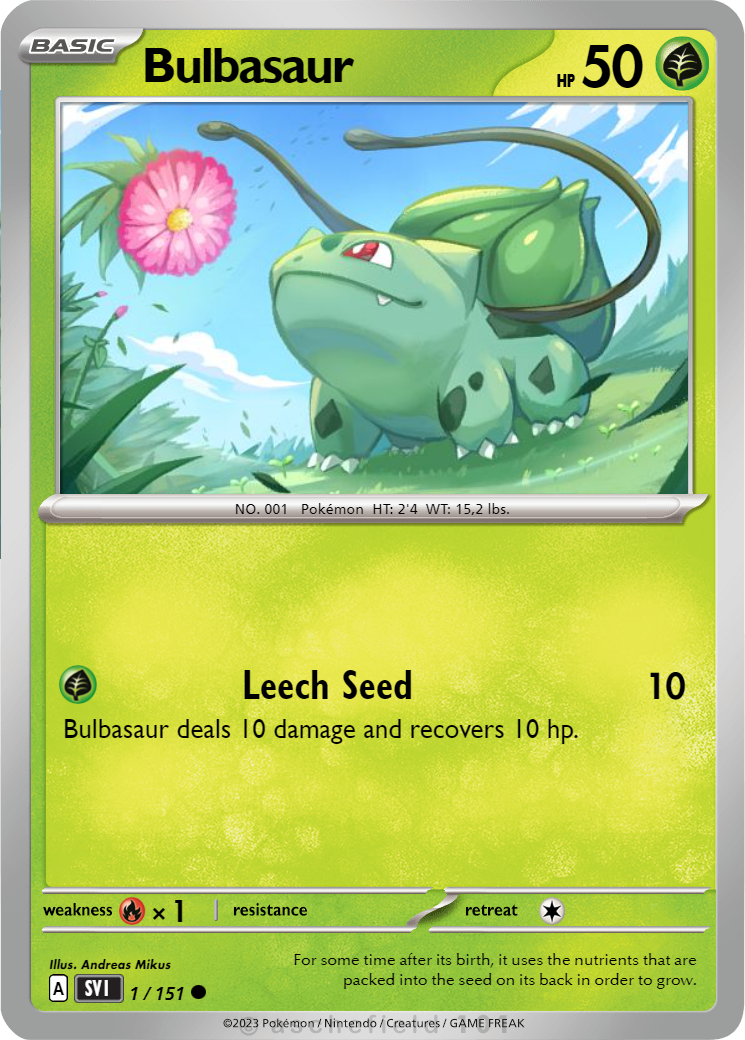 BASIC
Bulbasaur
HP 50
NO. 001 Pokémon HT: 2'4 WT: 15,2 lbs.
Leech Seed 10
Bulbasaur deals 10 damage and recovers 10 hp.
weakness × 1 resistance retreat
Illus. Andreas Mikus
A SVI 1 / 151
For some time after its birth, it uses the nutrients that are
packed into the seed on its back in order to grow.
©2023 Pokémon / Nintendo / Creatures / GAME FREAK